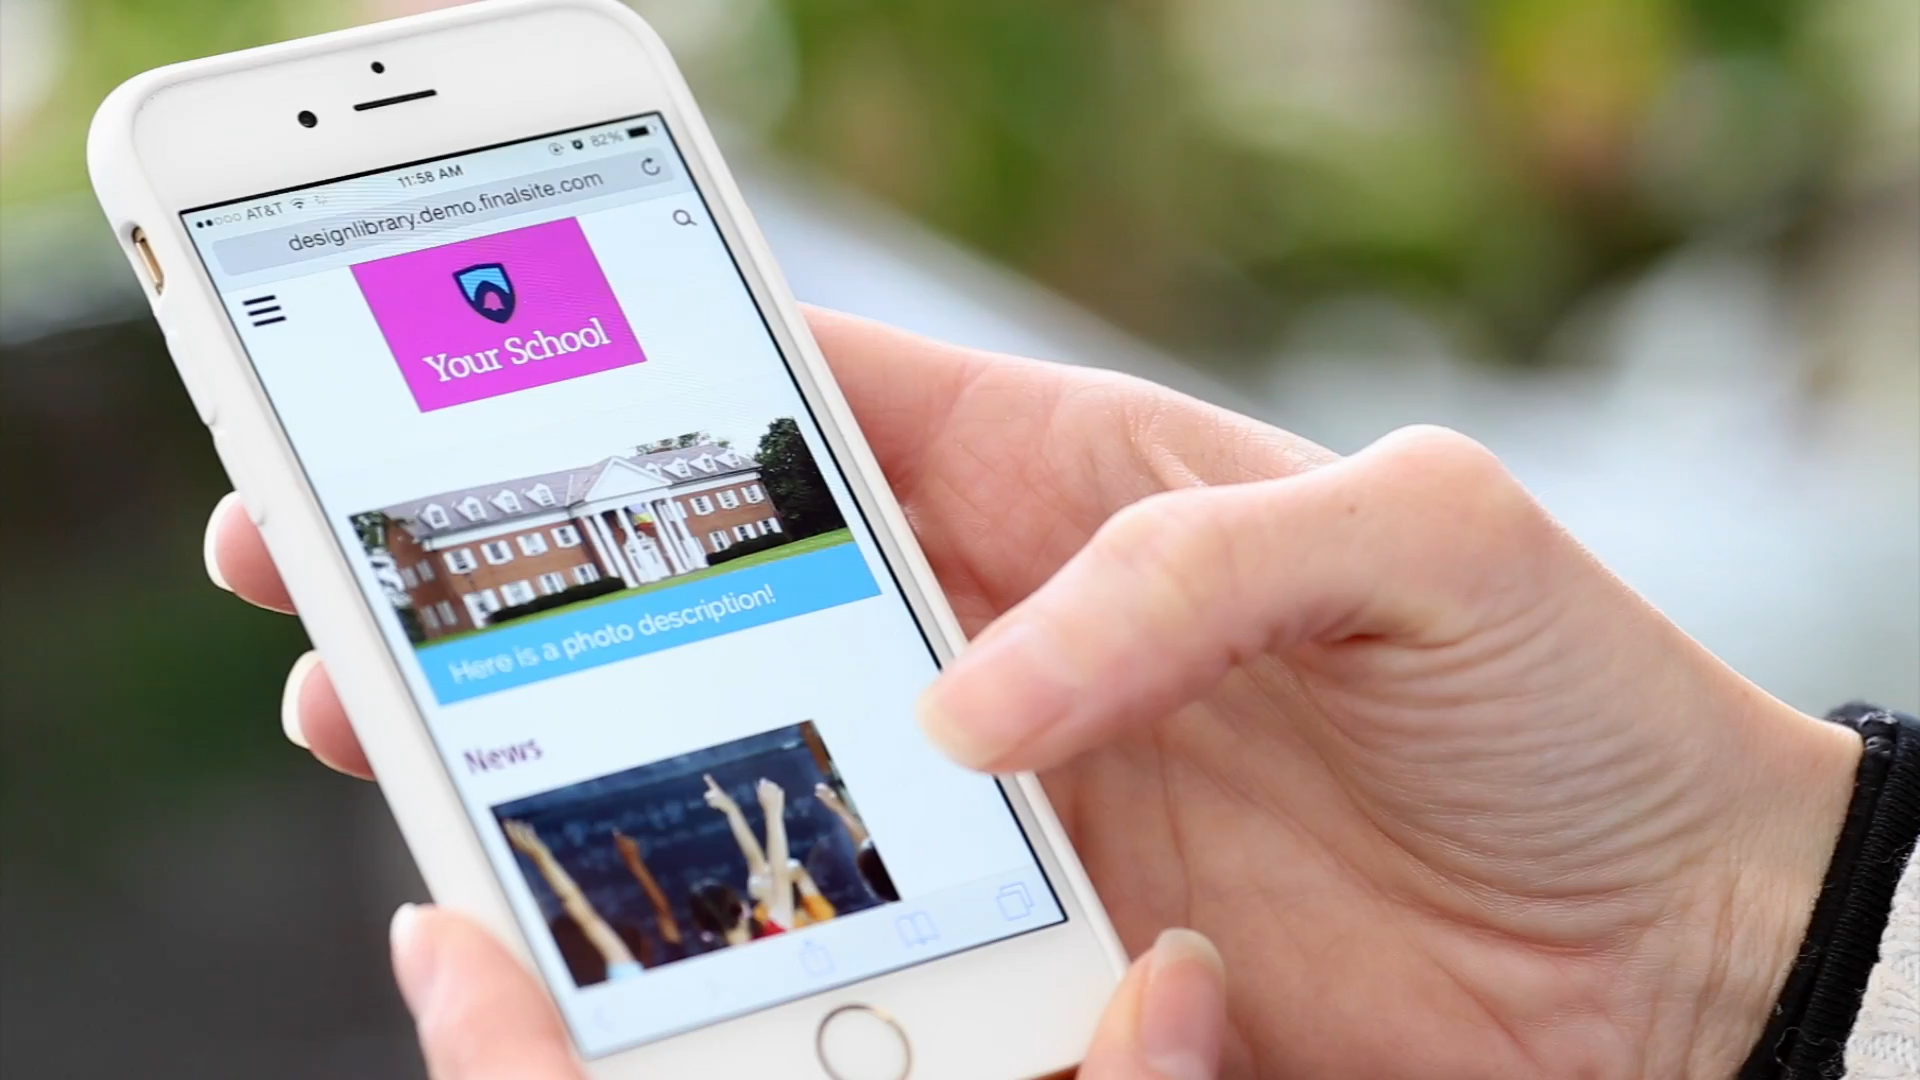 AT&T 11:58 AM 82%
designlibrary.demo.finalsite.com
Your School
Here is a photo description!
News